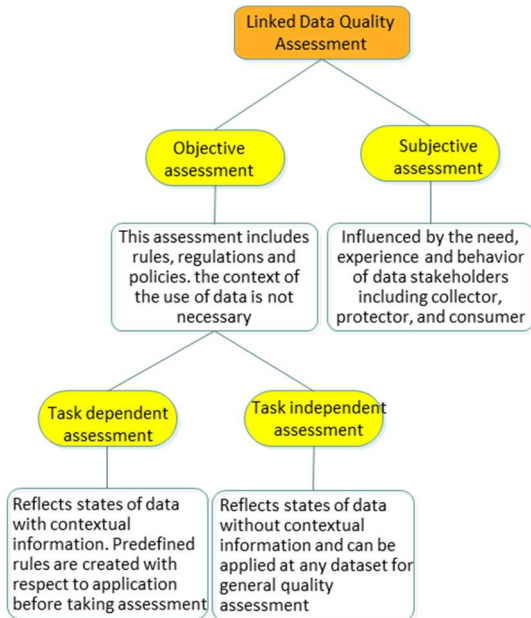 Linked Data Quality
Assessment
Objective
assessment
Subjective
assessment
This assessment includes
rules, regulations and
policies. the context of
the use of data is not
necessary
Influenced by the need,
experience and behavior
of data stakeholders
including collector,
protector, and consumer
Task dependent
assessment
Task independent
assessment
Reflects states of data
with contextual
information. Predefined
rules are created with
respect to application
before taking assessment
Reflects states of data
without contextual
information and can be
applied at any dataset for
general quality
assessment